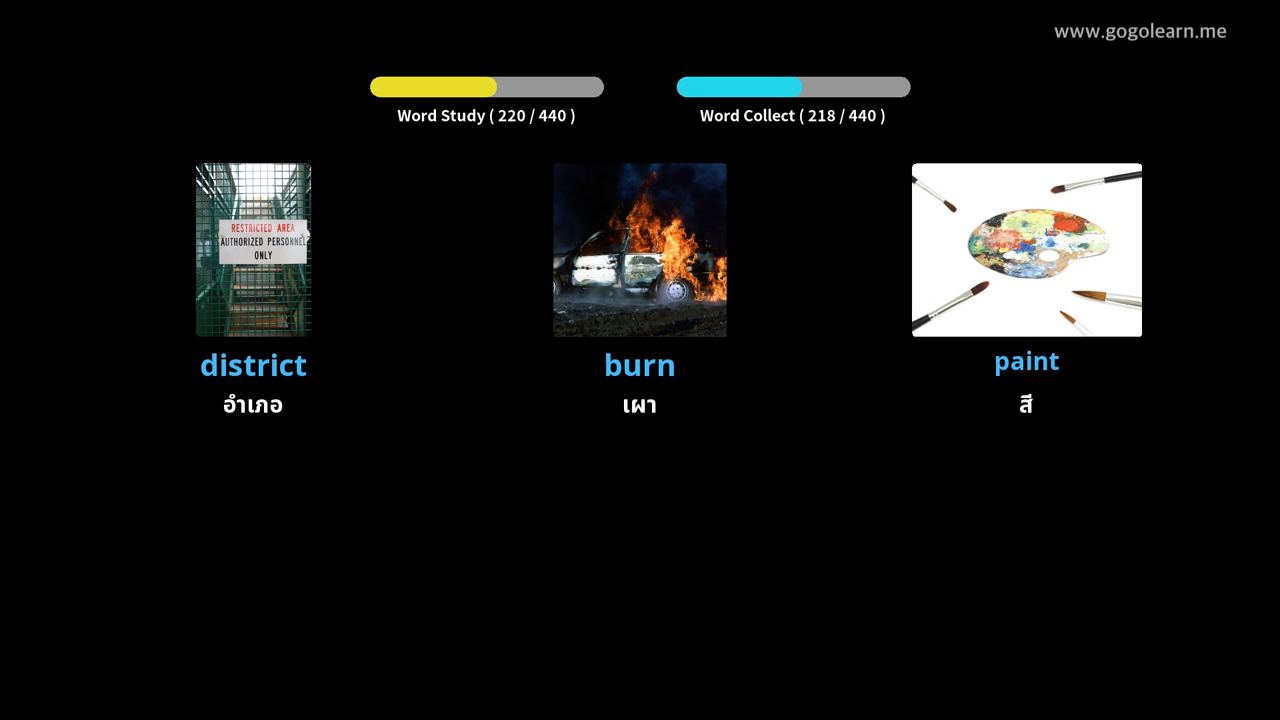 www.gogolearn.me
Word Study ( 220 / 440 )
Word Collect ( 218 / 440 )
RESTRICTED AREA
AUTHORIZED PERSONNEL
ONLY
district
burn
paint
อำเภอ
เผา
สี